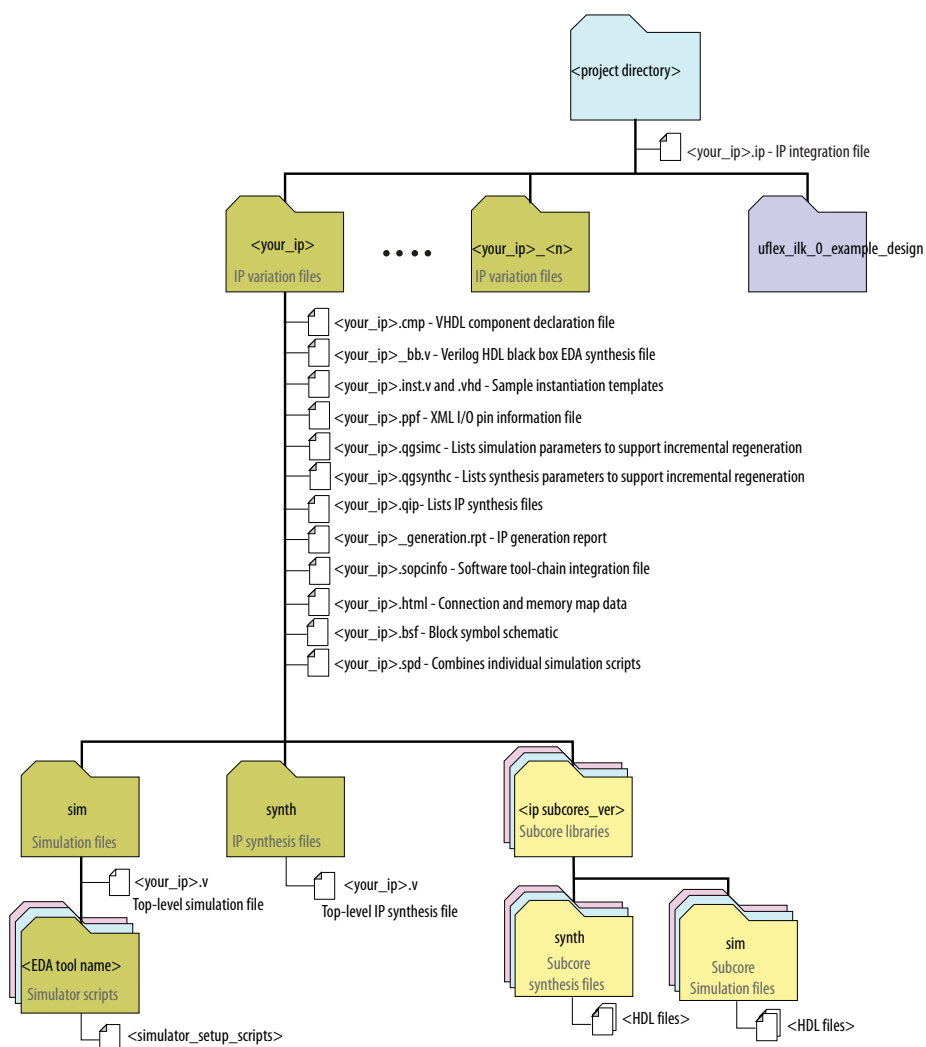 <project directory>
<your_ip>.ip - IP integration file
<your_ip>
IP variation files
<your_ip>_<n>
IP variation files
uflex_ilk_0_example_design
<your_ip>.cmp - VHDL component declaration file
<your_ip>_bb.v - Verilog HDL black box EDA synthesis file
<your_ip>.inst.v and .vhd - Sample instantiation templates
<your_ip>.ppf - XML I/O pin information file
<your_ip>.qgsimc - Lists simulation parameters to support incremental regeneration
<your_ip>.qgsynthc - Lists synthesis parameters to support incremental regeneration
<your_ip>.qip- Lists IP synthesis files
<your_ip>_generation.rpt - IP generation report
<your_ip>.sopcinfo - Software tool-chain integration file
<your_ip>.html - Connection and memory map data
<your_ip>.bsf - Block symbol schematic
<your_ip>.spd - Combines individual simulation scripts
sim
Simulation files
synth
IP synthesis files
<ip subcores_ver>
Subcore libraries
<your_ip>.v
Top-level simulation file
<your_ip>.v
Top-level IP synthesis file
<EDA tool name>
Simulator scripts
synth
Subcore
synthesis files
sim
Subcore
Simulation files
<simulator_setup_scripts>
<HDL files>
<HDL files>